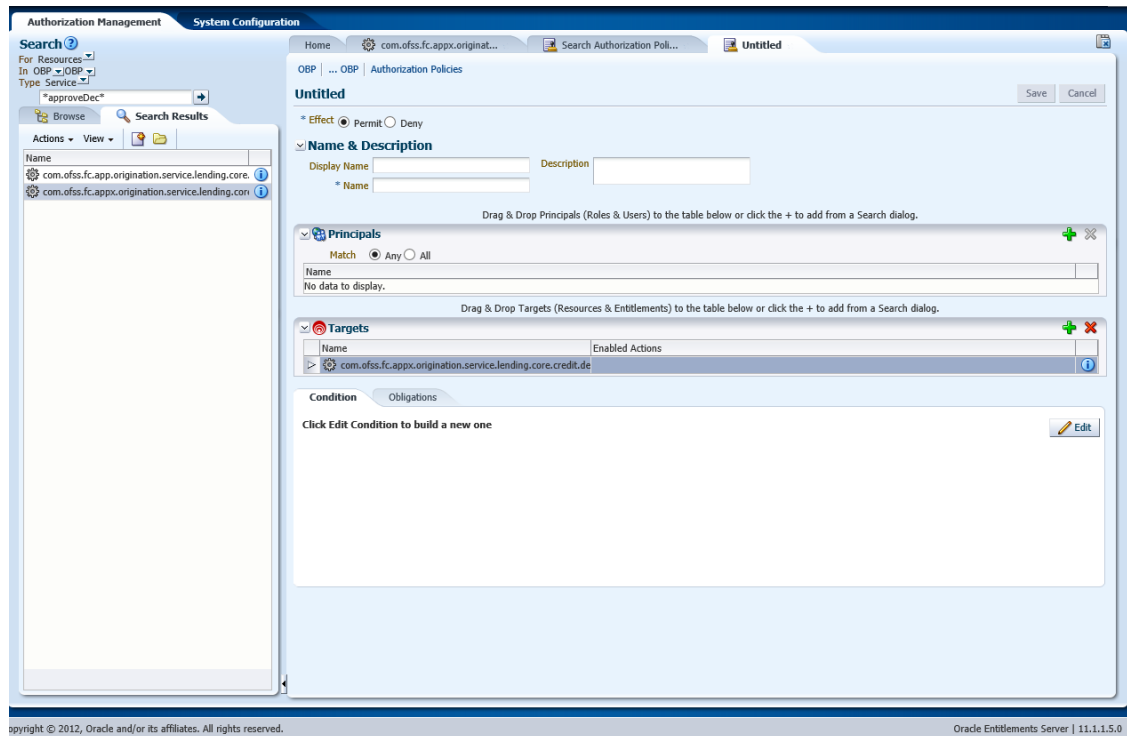 Authorization Management System Configuration
Search
For Resources
In OBP OBP
Type Service
*approveDec*
Browse Search Results
Actions View
Name
com.ofss.fc.app.origination.service.lending.core.
com.ofss.fc.appx.origination.service.lending.cor
Home com.ofss.fc.appx.originat... Search Authorization Poli... Untitled
OBP ... OBP Authorization Policies
Untitled Save Cancel
* Effect Permit Deny
Name & Description
Display Name Description
* Name
Drag & Drop Principals (Roles & Users) to the table below or click the + to add from a Search dialog.
Principals
Match Any All
Name
No data to display.
Drag & Drop Targets (Resources & Entitlements) to the table below or click the + to add from a Search dialog.
Targets
Name Enabled Actions
com.ofss.fc.appx.origination.service.lending.core.credit.de
Condition Obligations
Click Edit Condition to build a new one Edit
opyright © 2012, Oracle and/or its affiliates. All rights reserved. Oracle Entitlements Server | 11.1.1.5.0